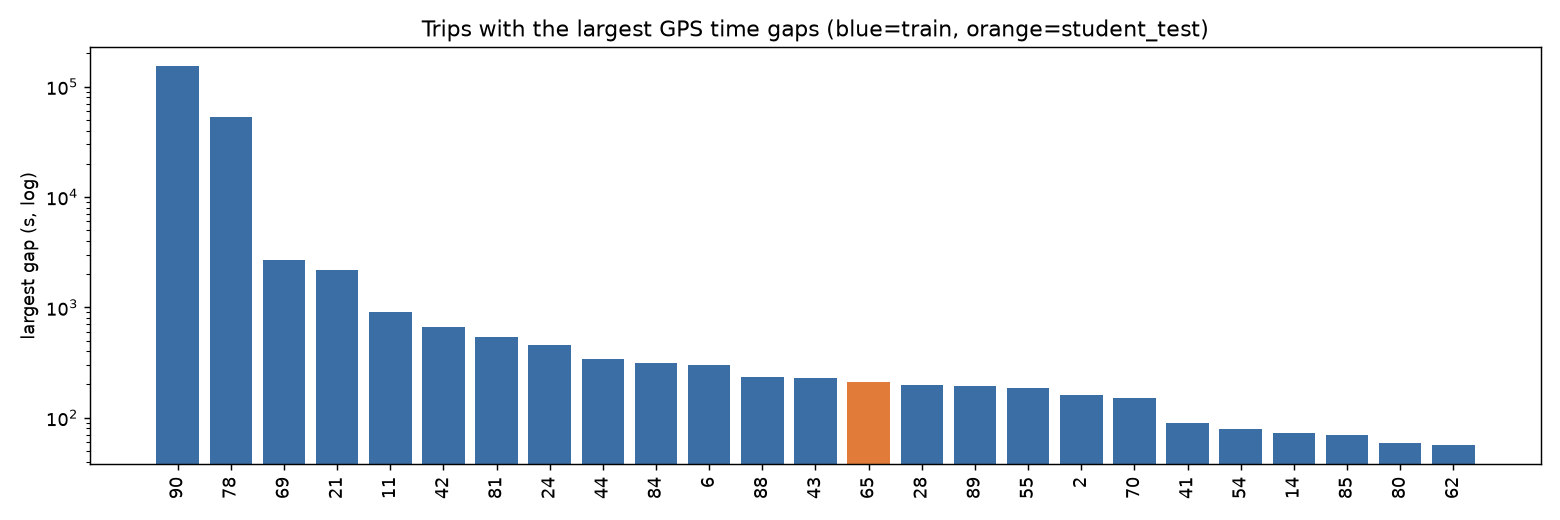 Trips with the largest GPS time gaps (blue=train, orange=student_test)
largest gap (s, log)
10^5
10^4
10^3
10^2
90 78 69 21 11 42 81 24 44 84 6 88 43 65 28 89 55 2 70 41 54 14 85 80 62